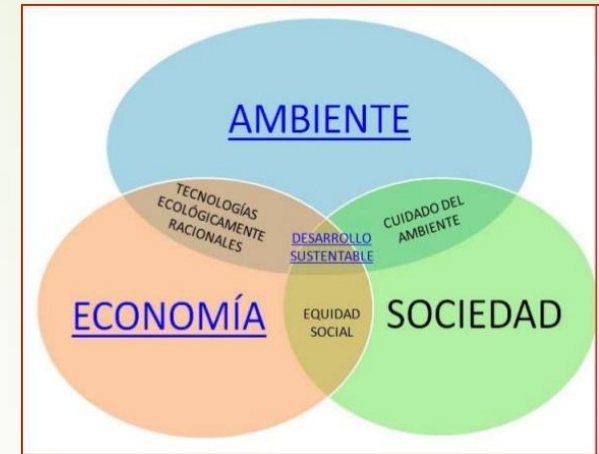 AMBIENTE
TECNOLOGÍAS
ECOLÓGICAMENTE
RACIONALES
CUIDADO DEL
AMBIENTE
DESARROLLO
SUSTENTABLE
ECONOMÍA
EQUIDAD
SOCIAL
SOCIEDAD